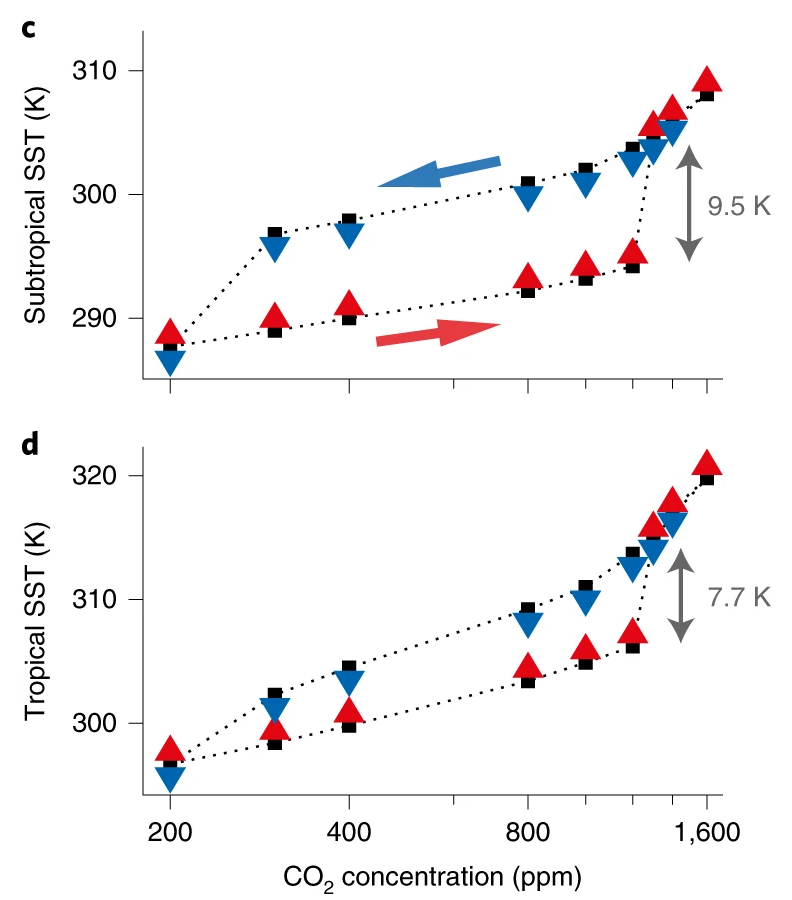 c
310
300
290
Subtropical SST (K)
9.5 K
d
320
310
300
Tropical SST (K)
7.7 K
200 400 800 1,600
CO₂ concentration (ppm)